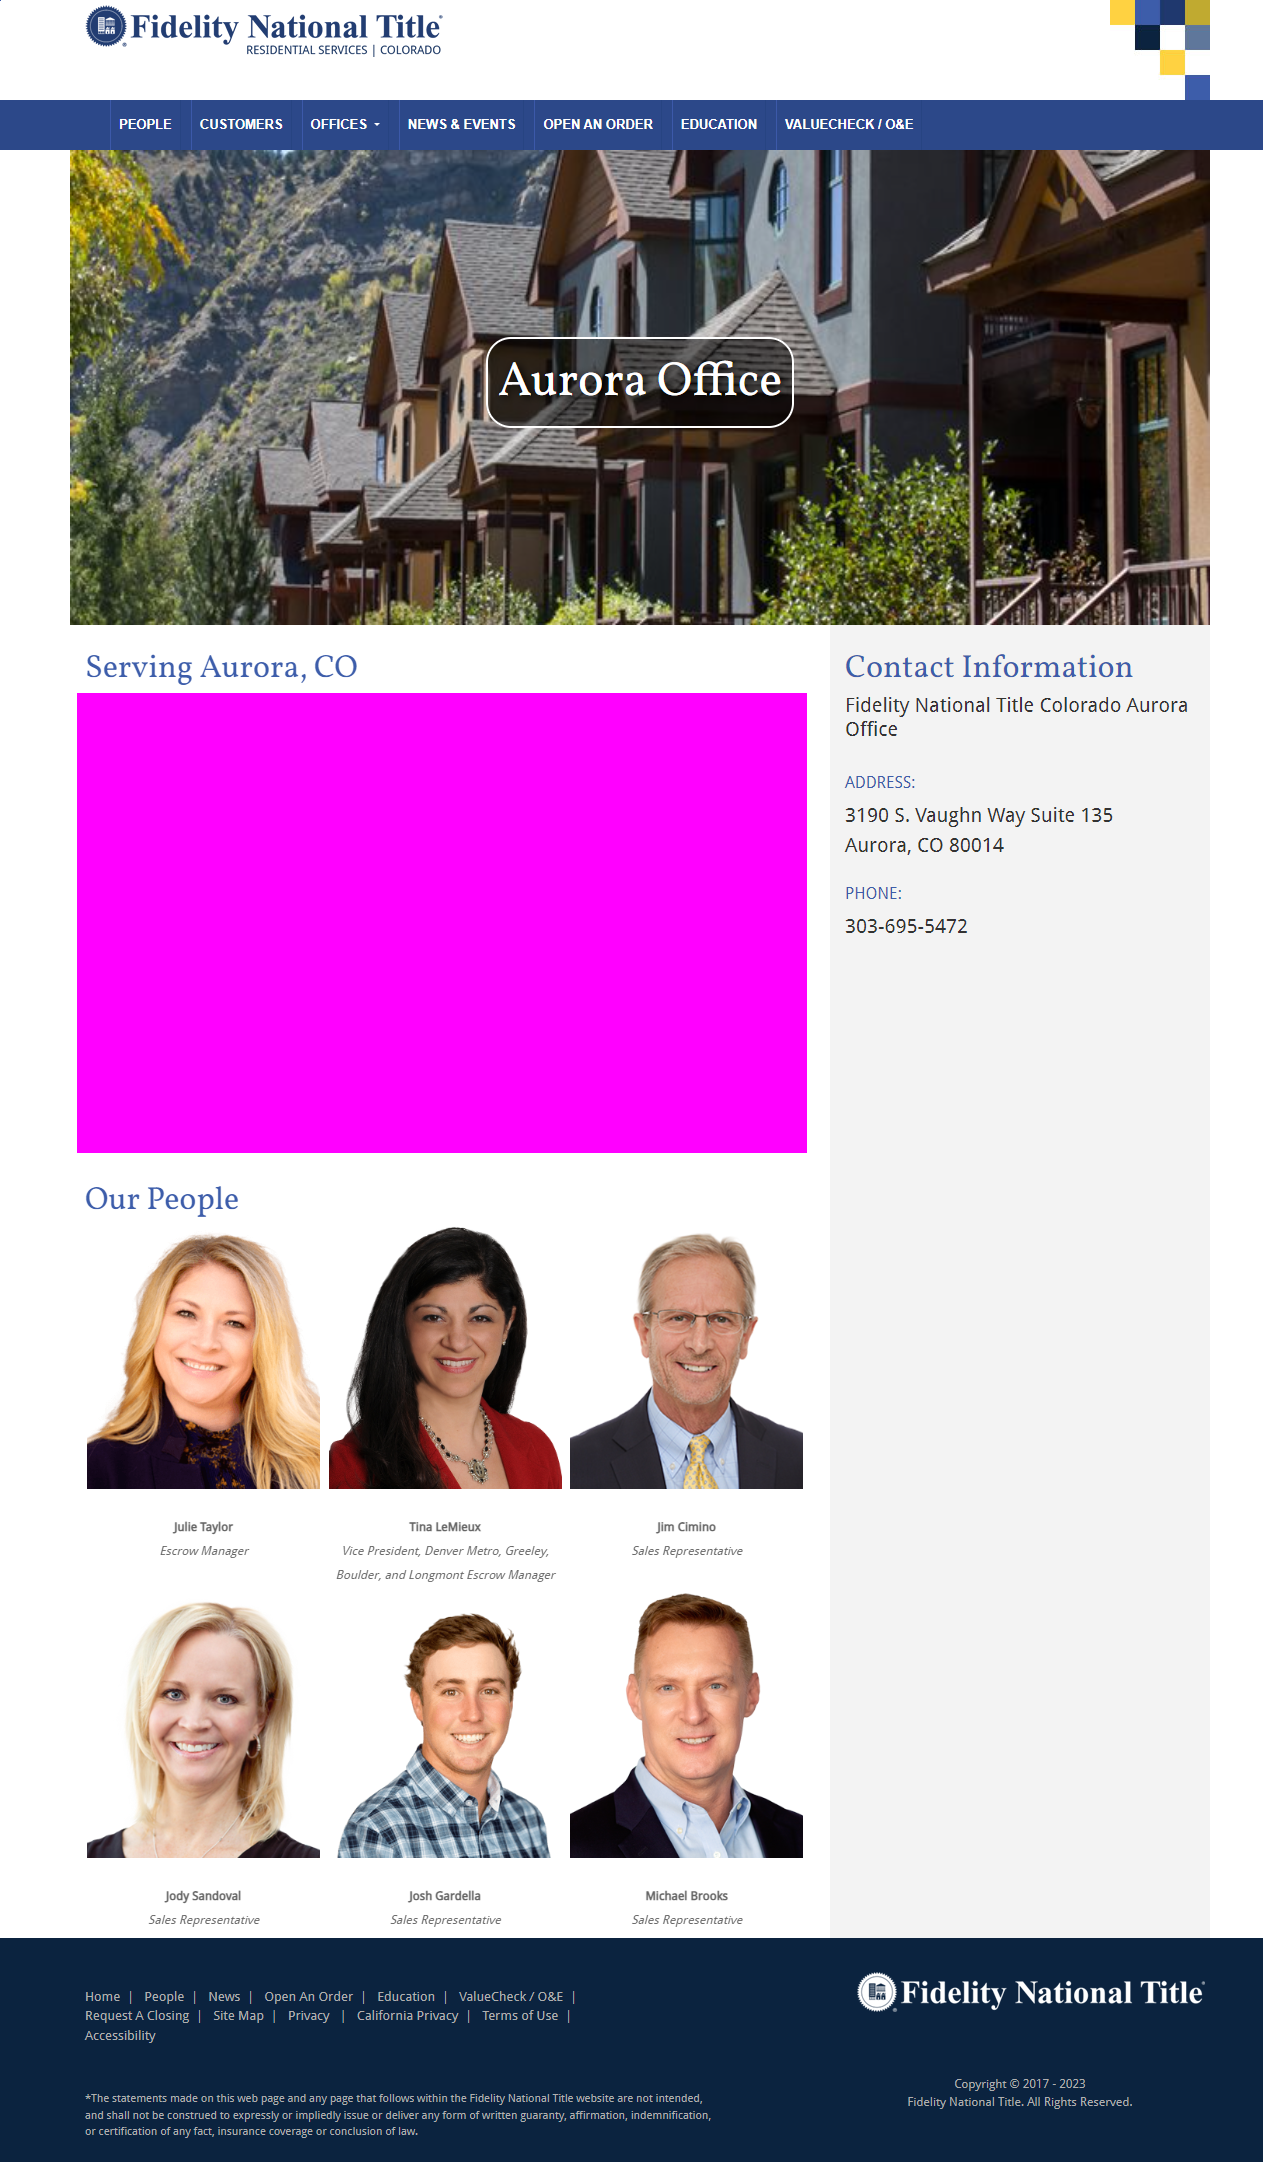 Fidelity National Title
RESIDENTIAL SERVICES | COLORADO
PEOPLE
CUSTOMERS
OFFICES
NEWS & EVENTS
OPEN AN ORDER
EDUCATION
VALUECHECK / O&E
Aurora Office
Serving Aurora, CO
Contact Information
Fidelity National Title Colorado Aurora
Office
ADDRESS:
3190 S. Vaughn Way Suite 135
Aurora, CO 80014
PHONE:
303-695-5472
Our People
Julie Taylor
Escrow Manager
Tina LeMieux
Vice President, Denver Metro, Greeley,
Boulder, and Longmont Escrow Manager
Jim Cimino
Sales Representative
Jody Sandoval
Sales Representative
Josh Gardella
Sales Representative
Michael Brooks
Sales Representative
Home | People | News | Open An Order | Education | ValueCheck / O&E |
Request A Closing | Site Map | Privacy | California Privacy | Terms of Use |
Accessibility
*The statements made on this web page and any page that follows within the Fidelity National Title website are not intended,
and shall not be construed to expressly or impliedly issue or deliver any form of written guaranty, affirmation, indemnification,
or certification of any fact, insurance coverage or conclusion of law.
Fidelity National Title
Copyright © 2017 - 2023
Fidelity National Title. All Rights Reserved.